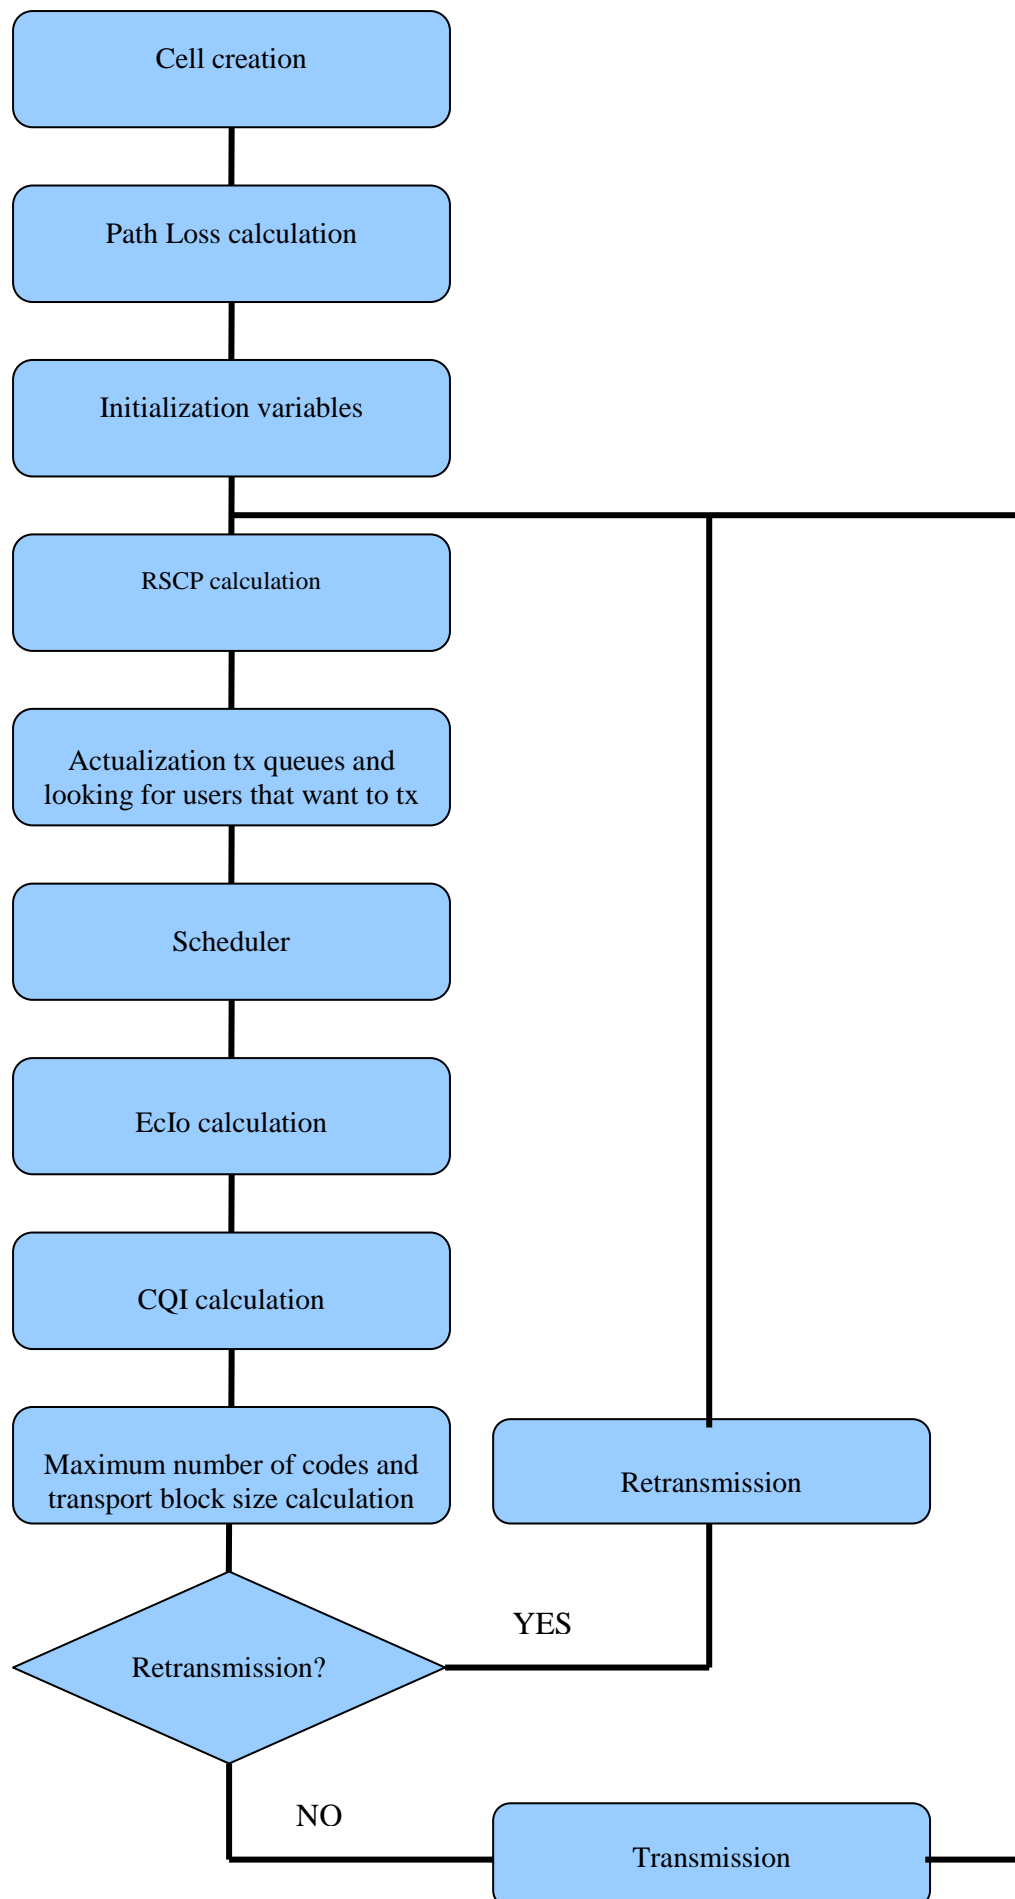 Cell creation
Path Loss calculation
Initialization variables
RSCP calculation
Actualization tx queues and
looking for users that want to tx
Scheduler
EcIo calculation
CQI calculation
Maximum number of codes and
transport block size calculation
Retransmission
YES
Retransmission?
NO
Transmission